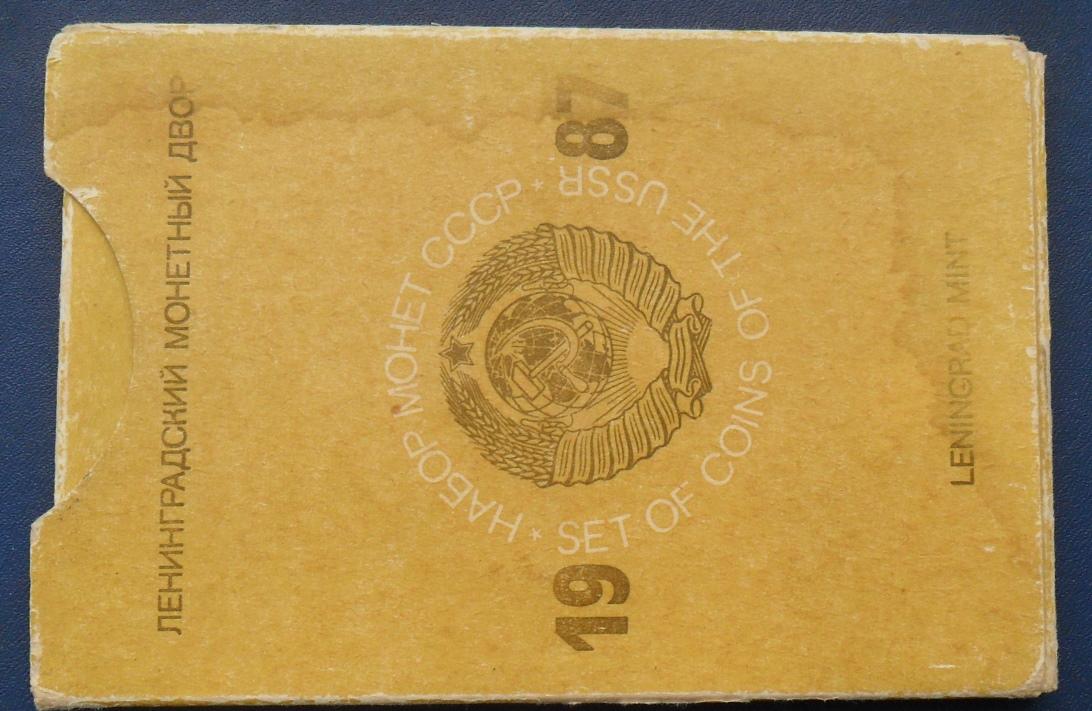 ЛЕНИНГРАДСКИЙ МОНЕТНЫЙ ДВОР
НАБОР МОНЕТ СССР * SET OF COINS OF THE USSR *
19 87
LENINGRAD MINT